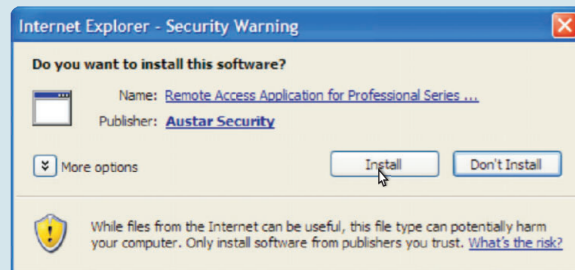 Internet Explorer - Security Warning
Do you want to install this software?
Name: Remote Access Application for Professional Series ...
Publisher: Austar Security
More options
Install
Don't Install
While files from the Internet can be useful, this file type can potentially harm
your computer. Only install software from publishers you trust. What's the risk?